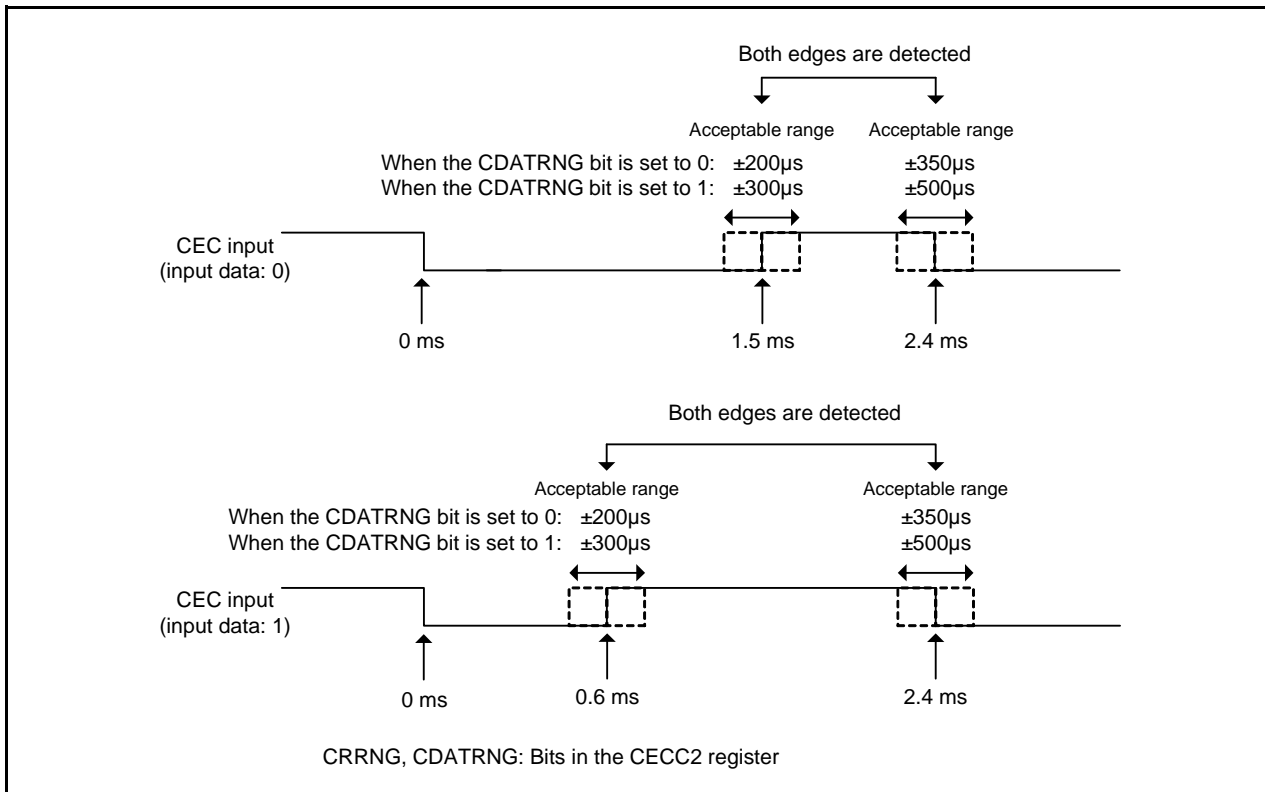 Both edges are detected
Acceptable range Acceptable range
When the CDATRNG bit is set to 0: ±200µs ±350µs
When the CDATRNG bit is set to 1: ±300µs ±500µs
CEC input
(input data: 0)
0 ms 1.5 ms 2.4 ms
Both edges are detected
Acceptable range Acceptable range
When the CDATRNG bit is set to 0: ±200µs ±350µs
When the CDATRNG bit is set to 1: ±300µs ±500µs
CEC input
(input data: 1)
0 ms 0.6 ms 2.4 ms
CRRNG, CDATRNG: Bits in the CECC2 register